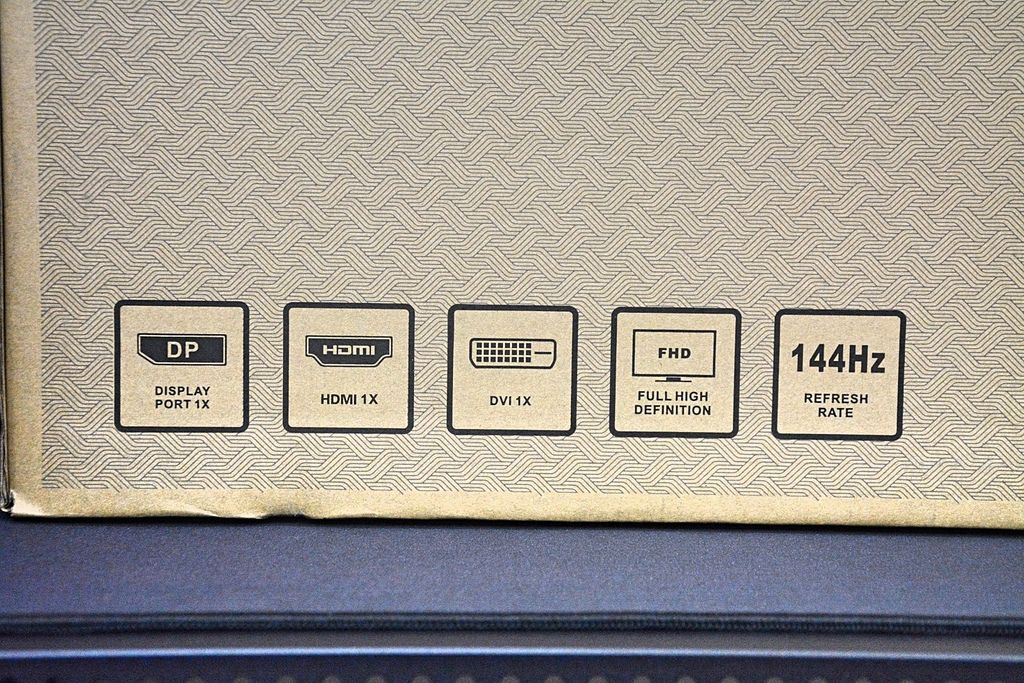 DP
DISPLAY
PORT 1X
HDMI
HDMI 1X
DVI 1X
FHD
FULL HIGH
DEFINITION
144Hz
REFRESH
RATE